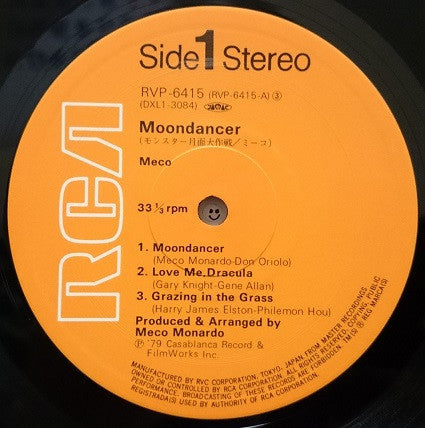 RCA
Side 1 Stereo
RVP-6415 (RVP-6415-A) ③
(DXL1-3084)
Moondancer
(モンスター月面大作戦／ミーコ)
Meco
33 1/3 rpm
1. Moondancer
(Meco Monardo-Don Oriolo)
2. Love Me Dracula
(Gary Knight-Gene Allan)
3. Grazing in the Grass
(Harry James Elston-Philemon Hou)
Produced & Arranged by
Meco Monardo
Ⓟ '79 Casablanca Record &
FilmWorks Inc.
MANUFACTURED BY RVC CORPORATION, TOKYO, JAPAN FROM MASTER RECORDINGS
OWNED OR CONTROLLED BY RCA CORPORATION. ALL RIGHTS RESERVED. COPYING, PUBLIC
PERFORMANCE, BROADCASTING OF THESE RECORDS ARE FORBIDDEN. TM(S) ® REG MARCA(S)
REGISTRADA(S) USED BY AUTHORITY OF RCA CORPORATION.